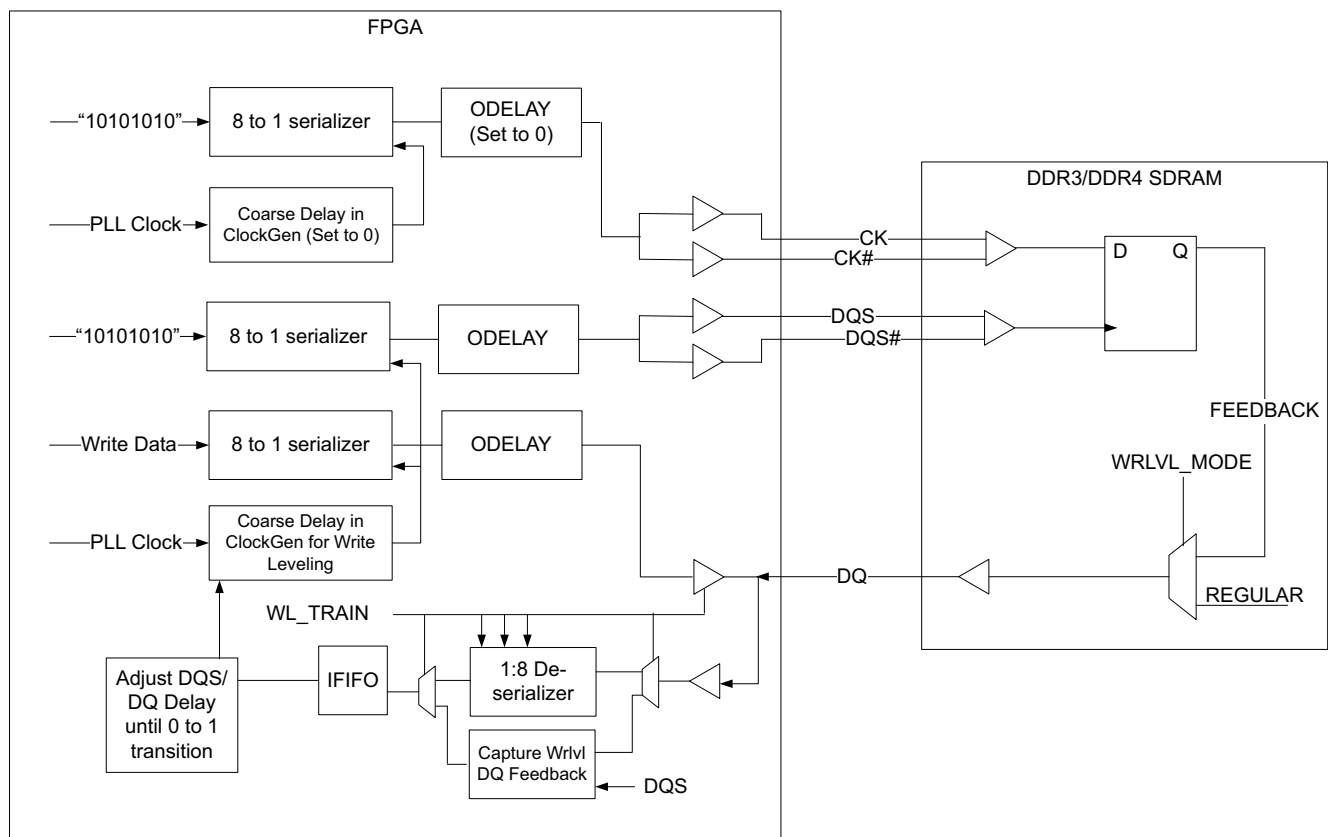 FPGA
“10101010”
8 to 1 serializer
ODELAY
(Set to 0)
PLL Clock
Coarse Delay in
ClockGen (Set to 0)
DDR3/DDR4 SDRAM
CK
CK#
D
Q
“10101010”
8 to 1 serializer
ODELAY
DQS
DQS#
FEEDBACK
Write Data
8 to 1 serializer
ODELAY
WRLVL_MODE
PLL Clock
Coarse Delay in
ClockGen for Write
Leveling
DQ
REGULAR
WL_TRAIN
Adjust DQS/
DQ Delay
until 0 to 1
transition
IFIFO
1:8 De-
serializer
Capture Wrlvl
DQ Feedback
DQS